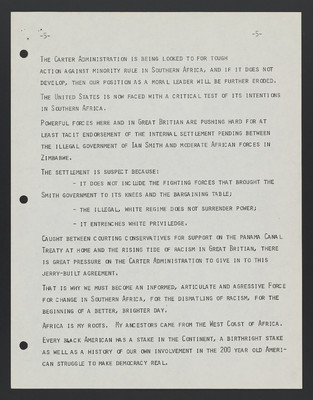 -5- -5-
THE CARTER ADMINISTRATION IS BEING LOOKED TO FOR TOUGH
ACTION AGAINST MINORITY RULE IN SOUTHERN AFRICA, AND IF IT DOES NOT
DEVELOP, THEN OUR POSITION AS A MORAL LEADER WILL BE FURTHER ERODED.
THE UNITED STATES IS NOW FACED WITH A CRITICAL TEST OF ITS INTENTIONS
IN SOUTHERN AFRICA.
POWERFUL FORCES HERE AND IN GREAT BRITIAN ARE PUSHING HARD FOR AT
LEAST TACIT ENDORSEMENT OF THE INTERNAL SETTLEMENT PENDING BETWEEN
THE ILLEGAL GOVERNMENT OF IAN SMITH AND MODERATE AFRICAN FORCES IN
ZIMBABWE.
THE SETTLEMENT IS SUSPECT BECAUSE:
- IT DOES NOT INCLUDE THE FIGHTING FORCES THAT BROUGHT THE
SMITH GOVERNMENT TO ITS KNEES AND THE BARGAINING TABLE;
- THE ILLEGAL, WHITE REGIME DOES NOT SURRENDER POWER;
- IT ENTRENCHES WHITE PRIVILEDGE.
CAUGHT BETWEEN COURTING CONSERVATIVES FOR SUPPORT ON THE PANAMA CANAL
TREATY AT HOME AND THE RISING TIDE OF RACISM IN GREAT BRITIAN, THERE
IS GREAT PRESSURE ON THE CARTER ADMINISTRATION TO GIVE IN TO THIS
JERRY-BUILT AGREEMENT.
THAT IS WHY WE MUST BECOME AN INFORMED, ARTICULATE AND AGRESSIVE FORCE
FOR CHANGE IN SOUTHERN AFRICA, FOR THE DISMATLING OF RACISM, FOR THE
BEGINNING OF A BETTER, BRIGHTER DAY.
AFRICA IS MY ROOTS. MY ANCESTORS CAME FROM THE WEST COAST OF AFRICA.
EVERY BLACK AMERICAN HAS A STAKE IN THE CONTINENT, A BIRTHRIGHT STAKE
AS WELL AS A HISTORY OF OUR OWN INVOLVEMENT IN THE 200 YEAR OLD AMERI-
CAN STRUGGLE TO MAKE DEMOCRACY REAL.